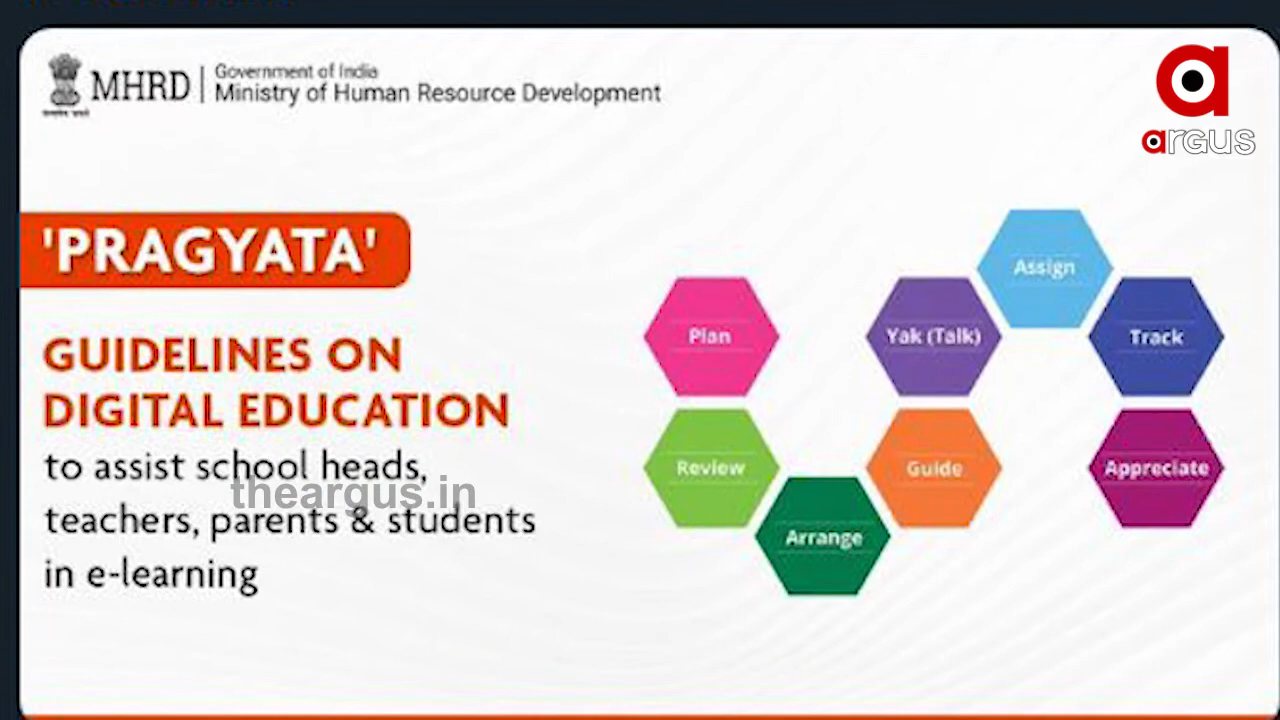 MHRD
Government of India
Ministry of Human Resource Development
argus
'PRAGYATA'
GUIDELINES ON
DIGITAL EDUCATION
to assist school heads,
teachers, parents & students
in e-learning
theargus.in
Plan
Review
Arrange
Yak (Talk)
Guide
Assign
Track
Appreciate